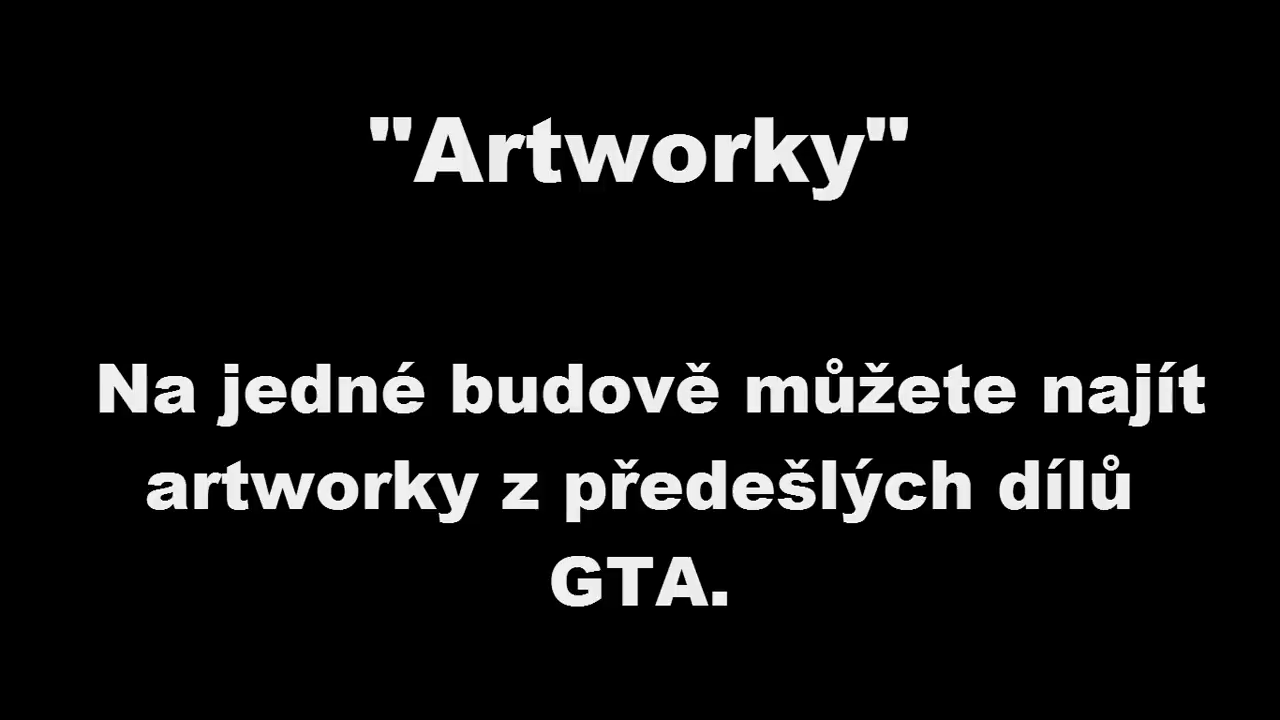 "Artworky"
Na jedné budově můžete najít
artworky z předešlých dílů
GTA.